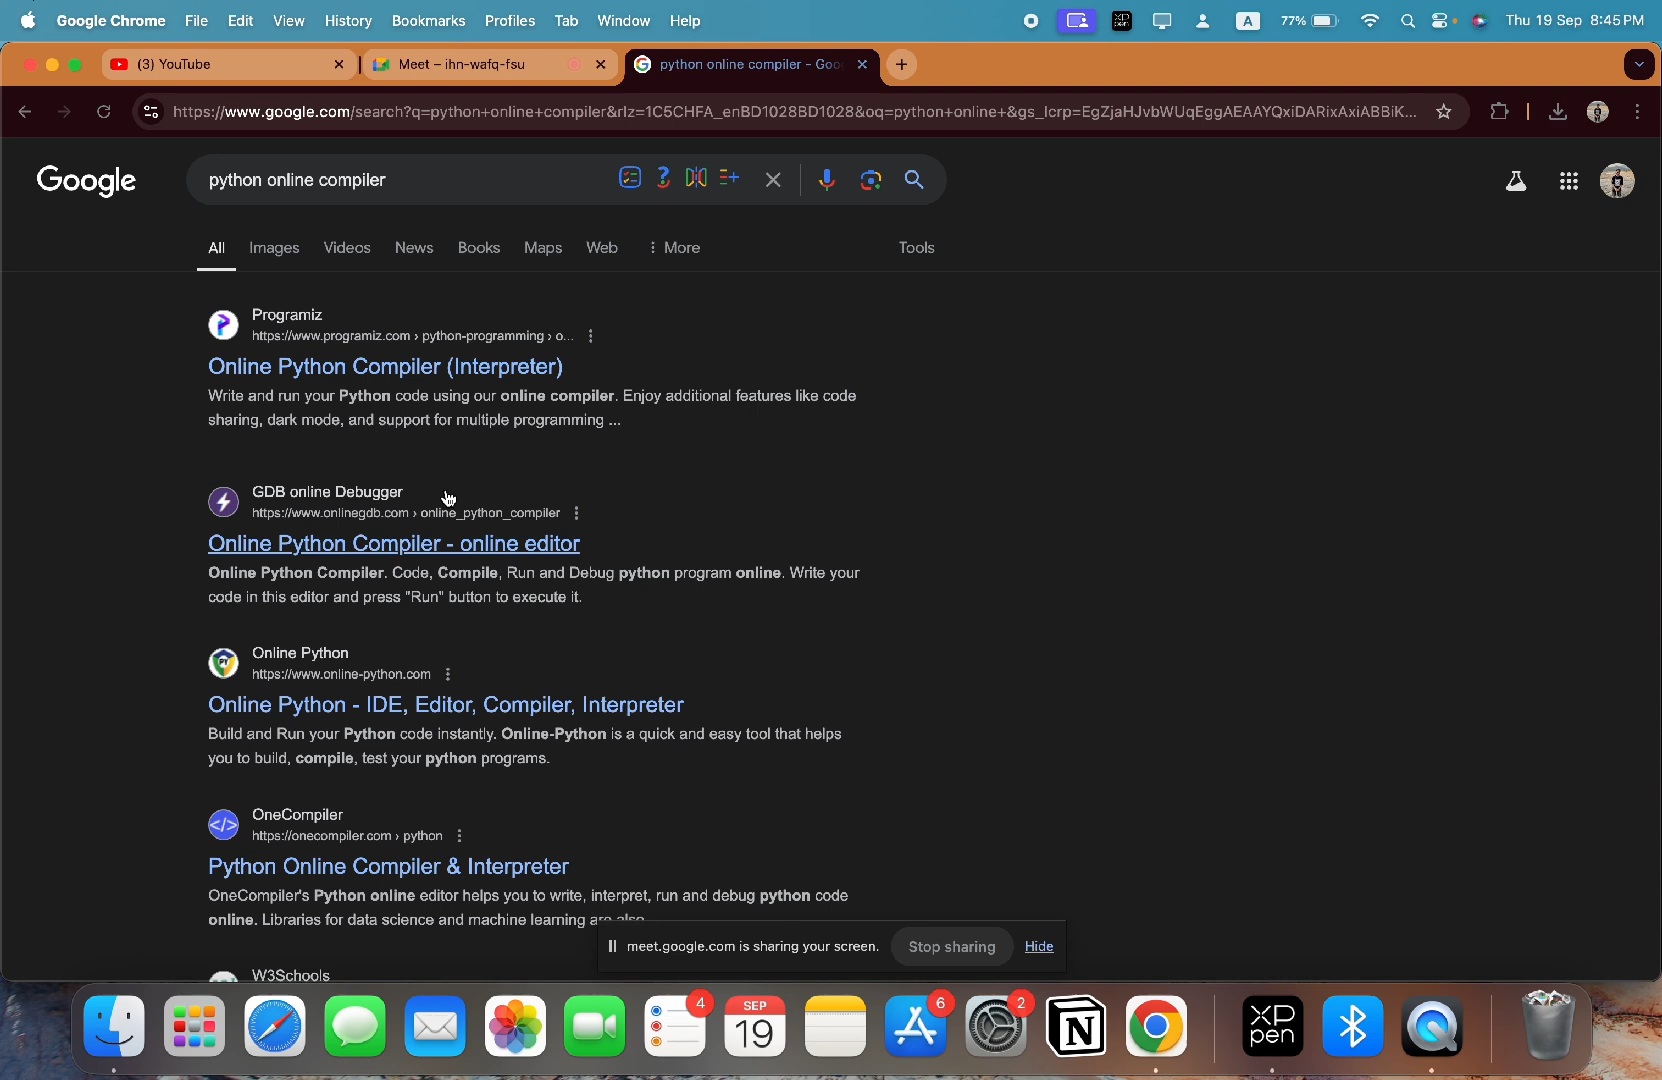 Google Chrome File Edit View History Bookmarks Profiles Tab Window Help
A 77% Thu 19 Sep 8:45 PM
(3) YouTube
Meet – ihn-wafq-fsu
python online compiler - Goo
https://www.google.com/search?q=python+online+compiler&rlz=1C5CHFA_enBD1028BD1028&oq=python+online+&gs_lcrp=EgZjaHJvbWUqEggAEAAYQxiDARixAxiABBiK...
Google
python online compiler
All Images Videos News Books Maps Web More Tools
Programiz
https://www.programiz.com › python-programming › o...
Online Python Compiler (Interpreter)
Write and run your Python code using our online compiler. Enjoy additional features like code
sharing, dark mode, and support for multiple programming ...
GDB online Debugger
https://www.onlinegdb.com › online_python_compiler
Online Python Compiler - online editor
Online Python Compiler. Code, Compile, Run and Debug python program online. Write your
code in this editor and press "Run" button to execute it.
Online Python
https://www.online-python.com
Online Python - IDE, Editor, Compiler, Interpreter
Build and Run your Python code instantly. Online-Python is a quick and easy tool that helps
you to build, compile, test your python programs.
OneCompiler
https://onecompiler.com › python
Python Online Compiler & Interpreter
OneCompiler's Python online editor helps you to write, interpret, run and debug python code
online. Libraries for data science and machine learning are also
meet.google.com is sharing your screen. Stop sharing Hide
W3Schools
4
SEP
19
6
2
XP
pen